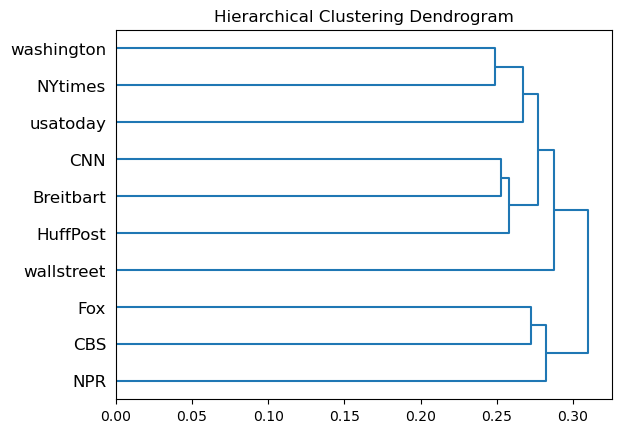 Hierarchical Clustering Dendrogram
washington
NYtimes
usatoday
CNN
Breitbart
HuffPost
wallstreet
Fox
CBS
NPR
0.00 0.05 0.10 0.15 0.20 0.25 0.30